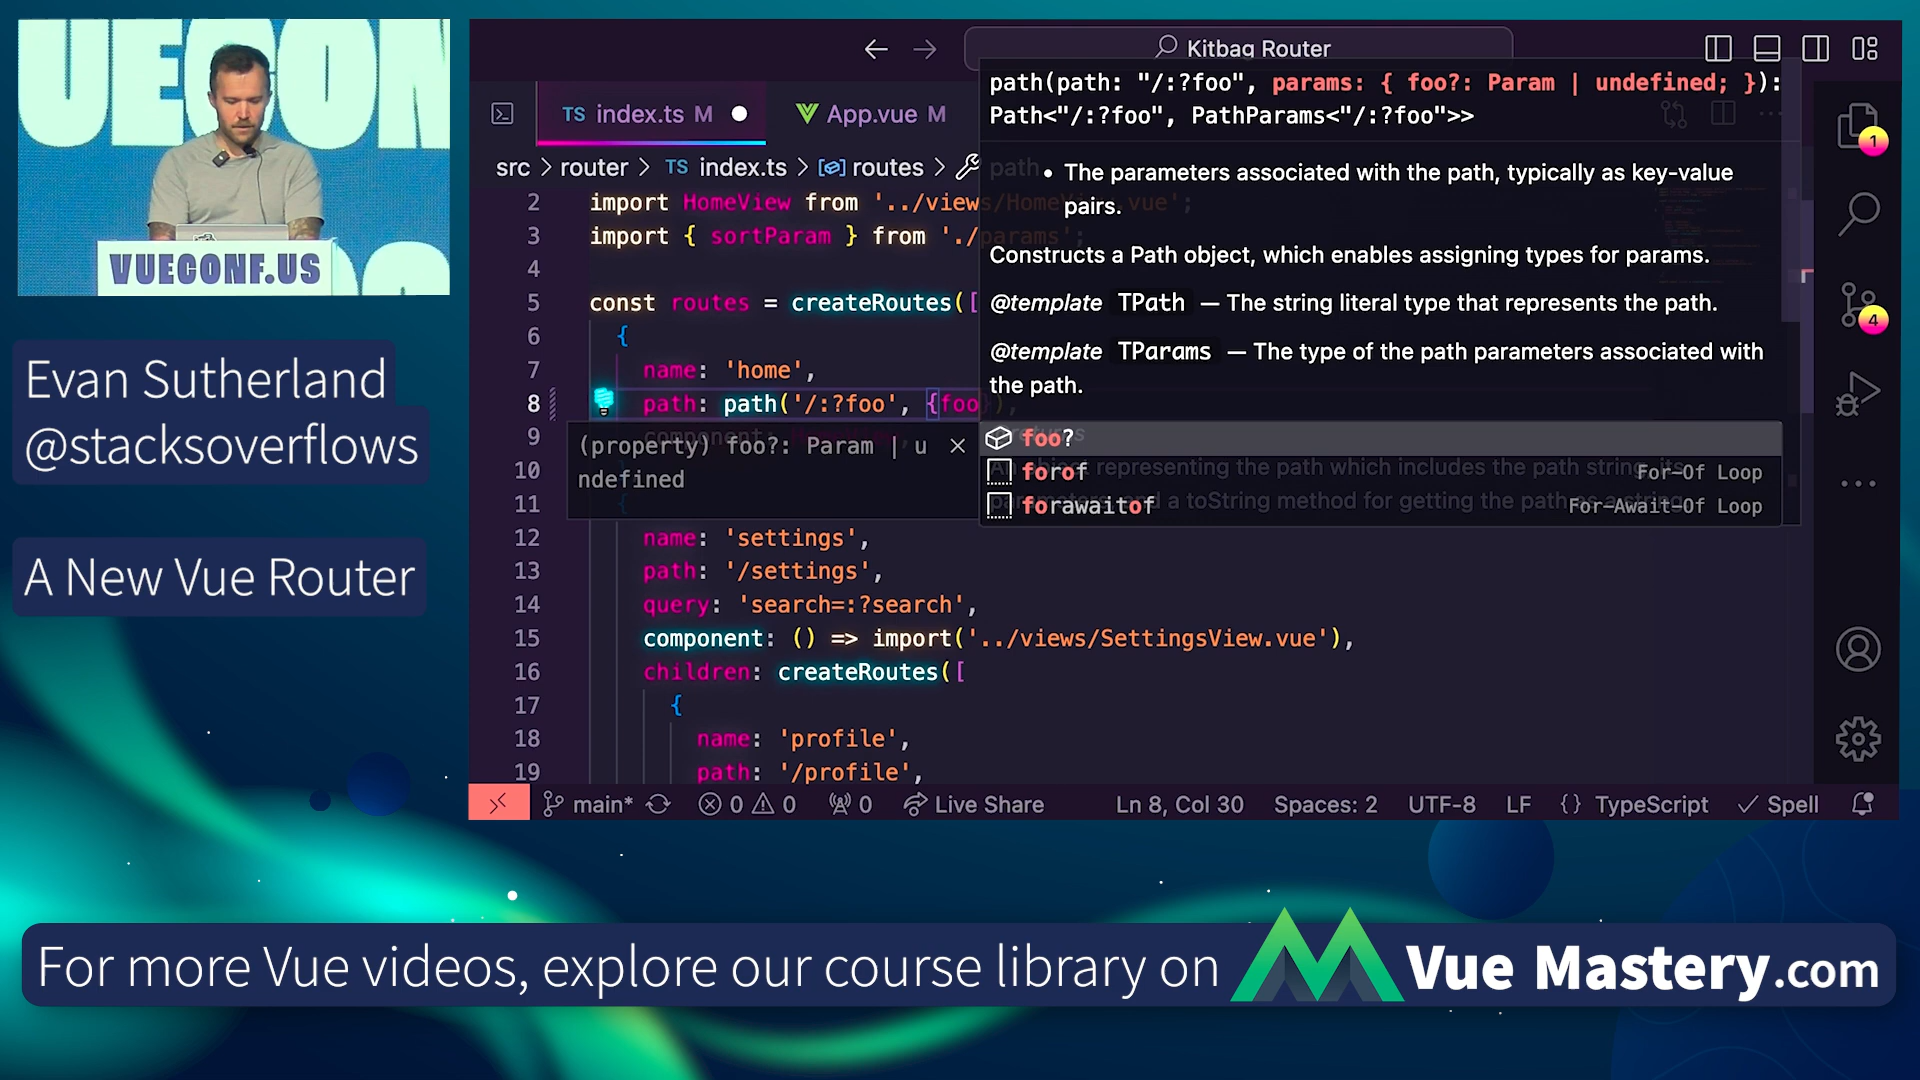 UECON
VUECONF.US
Evan Sutherland
@stacksoverflows
A New Vue Router
Kitbag Router
TS index.ts M
App.vue M
src > router > TS index.ts > routes > path
path(path: "/:?foo", params: { foo?: Param | undefined; }):
Path<"/:?foo", PathParams<"/:?foo">>
• The parameters associated with the path, typically as key-value
pairs.
Constructs a Path object, which enables assigning types for params.
@template TPath — The string literal type that represents the path.
@template TParams — The type of the path parameters associated with
the path.
2 import HomeView from '../views/HomeView.vue';
3 import { sortParam } from './params';
4
5 const routes = createRoutes([
6 {
7 name: 'home',
8 path: path('/:?foo', {foo}),
9
10
11 {
(property) foo?: Param | u
ndefined
foo?
forof For-Of Loop
forawaitof For-Await-Of Loop
12 name: 'settings',
13 path: '/settings',
14 query: 'search=:?search',
15 component: () => import('../views/SettingsView.vue'),
16 children: createRoutes([
17 {
18 name: 'profile',
19 path: '/profile',
1
4
main* 0 0 0 Live Share Ln 8, Col 30 Spaces: 2 UTF-8 LF {} TypeScript Spell
For more Vue videos, explore our course library on Vue Mastery.com